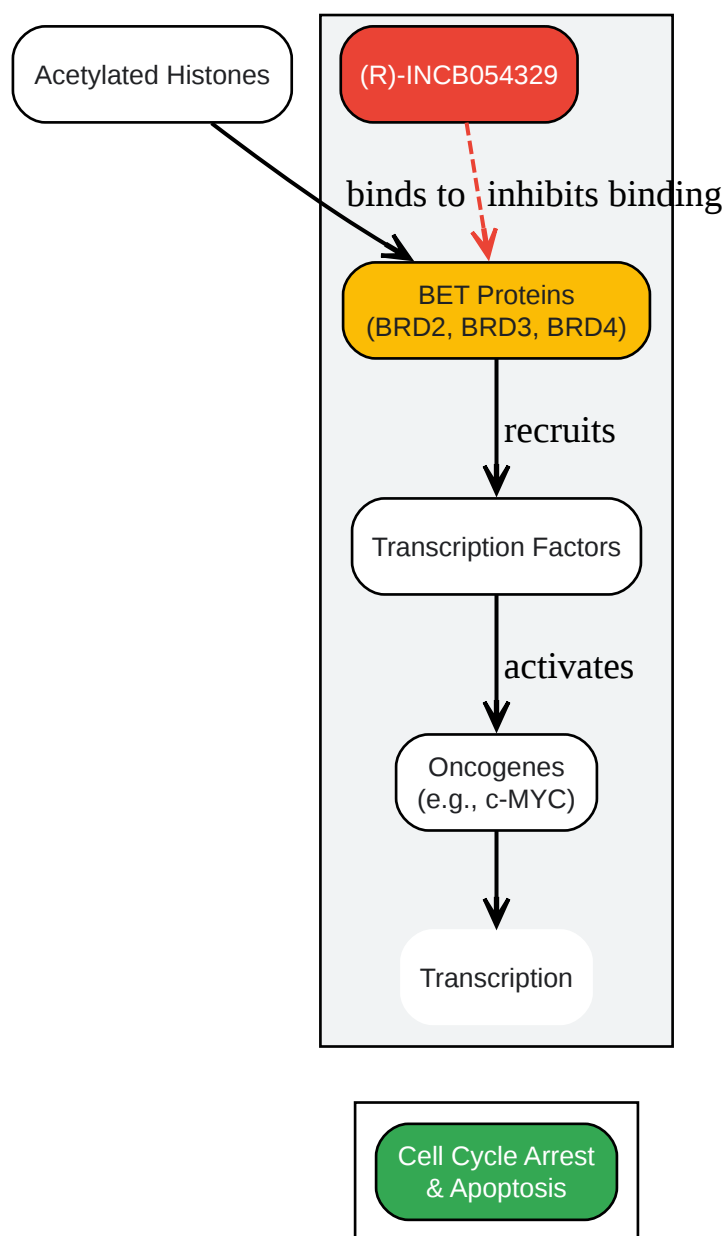 Acetylated Histones
(R)-INCB054329
binds to
inhibits binding
BET Proteins
(BRD2, BRD3, BRD4)
recruits
Transcription Factors
activates
Oncogenes
(e.g., c-MYC)
Transcription
Cell Cycle Arrest
& Apoptosis